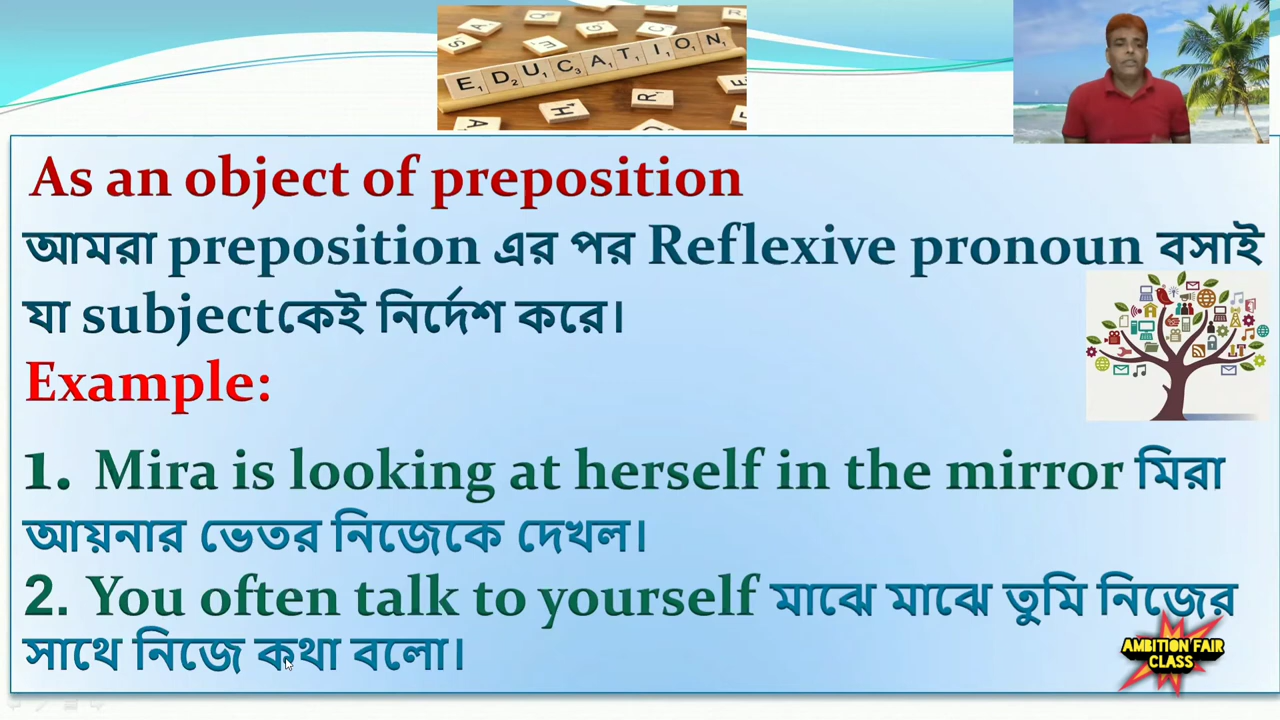 EDUCATION
As an object of preposition
আমরা preposition এর পর Reflexive pronoun বসাই
যা subjectকেই নির্দেশ করে।
Example:
1. Mira is looking at herself in the mirror মিরা
আয়নার ভেতর নিজেকে দেখল।
2. You often talk to yourself মাঝে মাঝে তুমি নিজের
সাথে নিজে কথা বলো।
AMBITION FAIR
CLASS